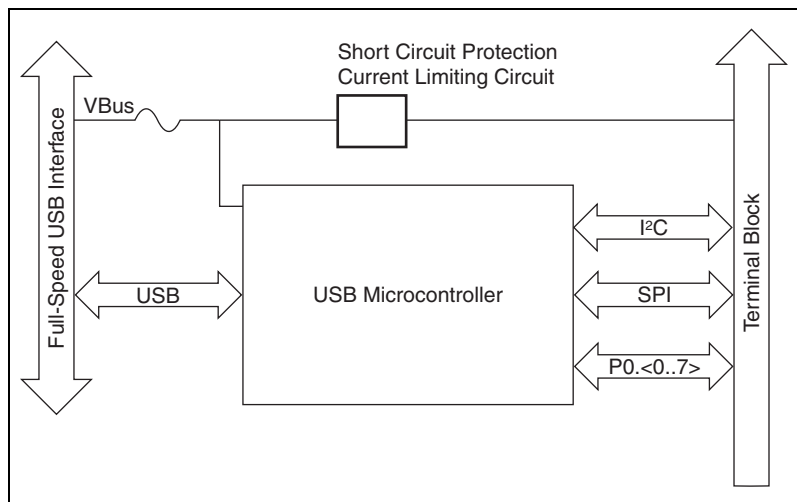 Short Circuit Protection
Current Limiting Circuit
VBus
Full-Speed USB Interface
I²C
USB
USB Microcontroller
SPI
P0.<0..7>
Terminal Block